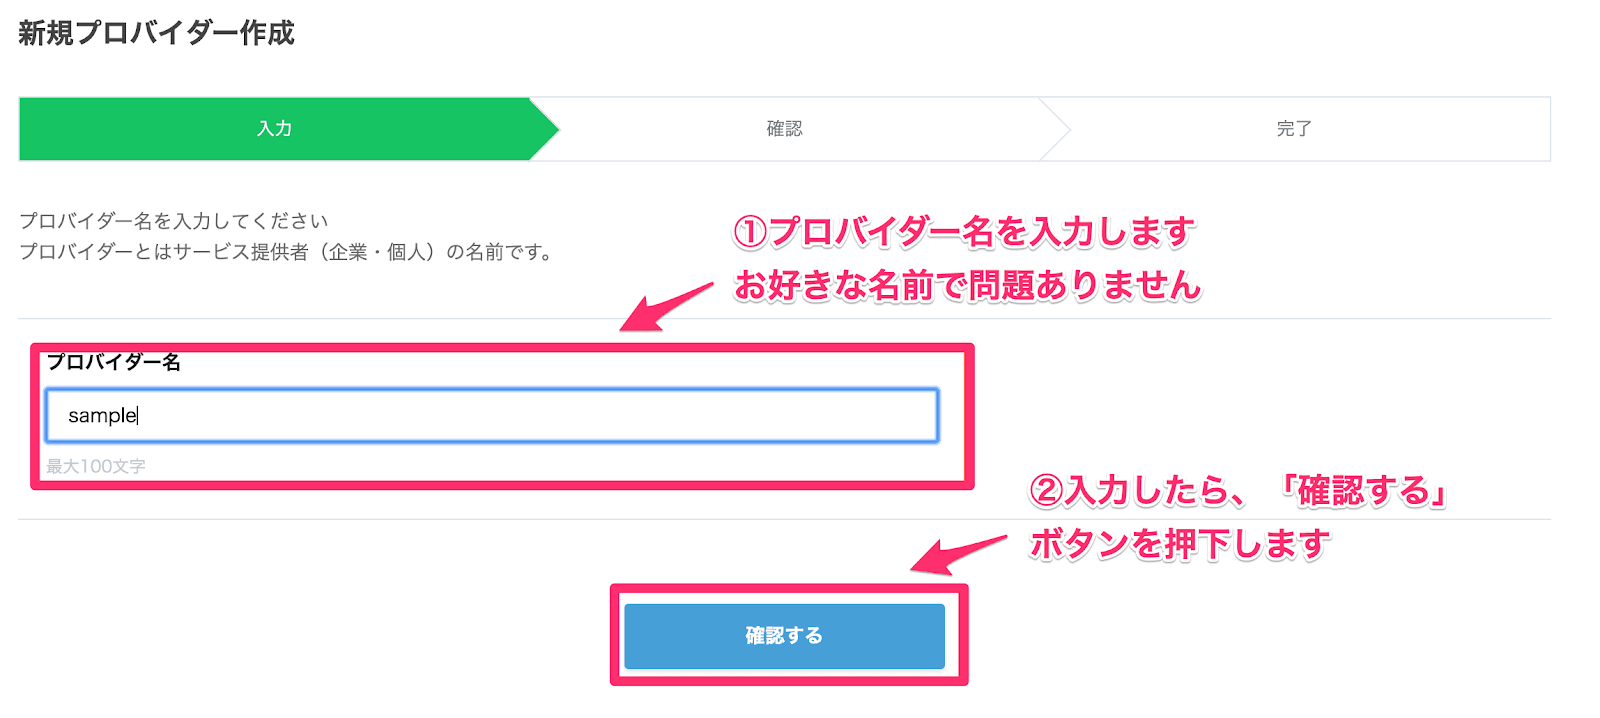 新規プロバイダー作成
入力
確認
完了
プロバイダー名を入力してください
プロバイダーとはサービス提供者（企業・個人）の名前です。
①プロバイダー名を入力します
お好きな名前で問題ありません
プロバイダー名
sample
最大100文字
②入力したら、「確認する」
ボタンを押下します
確認する